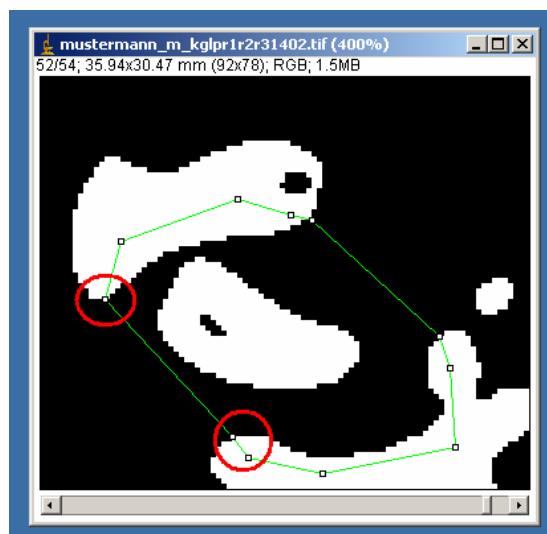 mustermann_m_kglpr1r2r31402.tif (400%)
52/54; 35.94x30.47 mm (92x78); RGB; 1.5MB